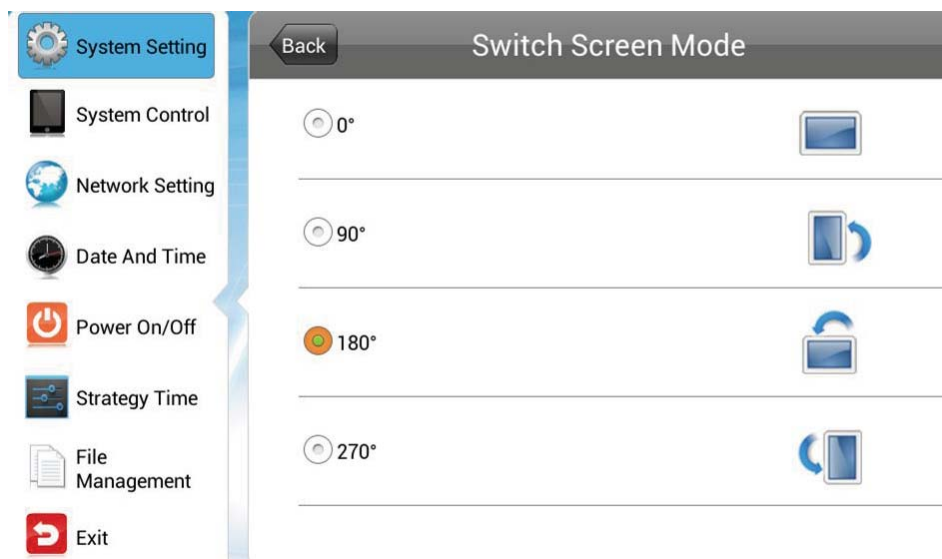 System Setting
System Control
Network Setting
Date And Time
Power On/Off
Strategy Time
File
Management
Exit
Back
Switch Screen Mode
0°
90°
180°
270°